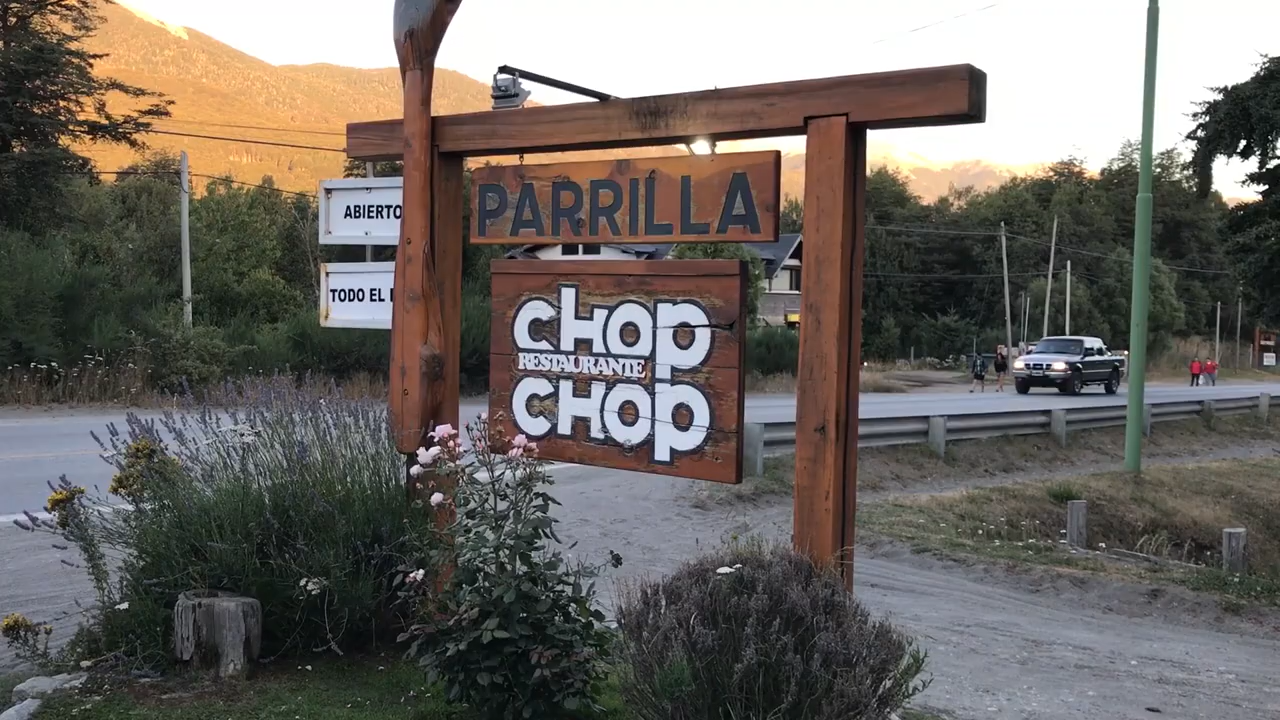 PARRILLA
CHOP
RESTAURANTE
CHOP
ABIERTO
TODO EL